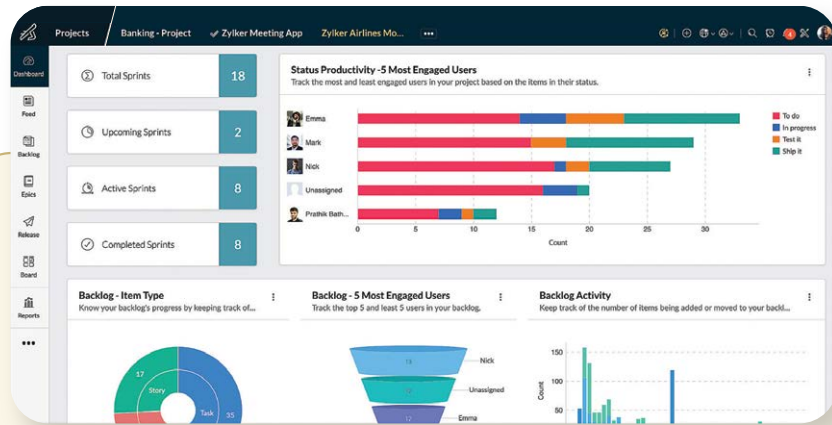 Projects
Banking - Project
Zylker Meeting App
Zylker Airlines Mo...
4
Dashboard
Feed
Backlog
Epics
Release
Board
Reports
Total Sprints
18
Upcoming Sprints
2
Active Sprints
8
Completed Sprints
8
Status Productivity -5 Most Engaged Users
Track the most and least engaged users in your project based on the items in their status.
Emma
Mark
Nick
Unassigned
Prathik Bath...
0 5 10 15 20 25 30
Count
To do
In progress
Test it
Ship it
Backlog - Item Type
Know your backlog's progress by keeping track of...
17
Story
Task
35
Backlog - 5 Most Engaged Users
Track the top 5 and least 5 users in your backlog.
Nick
Unassigned
Emma
Backlog Activity
Keep track of the number of items being added or moved to your backl...
150
100
50
Count